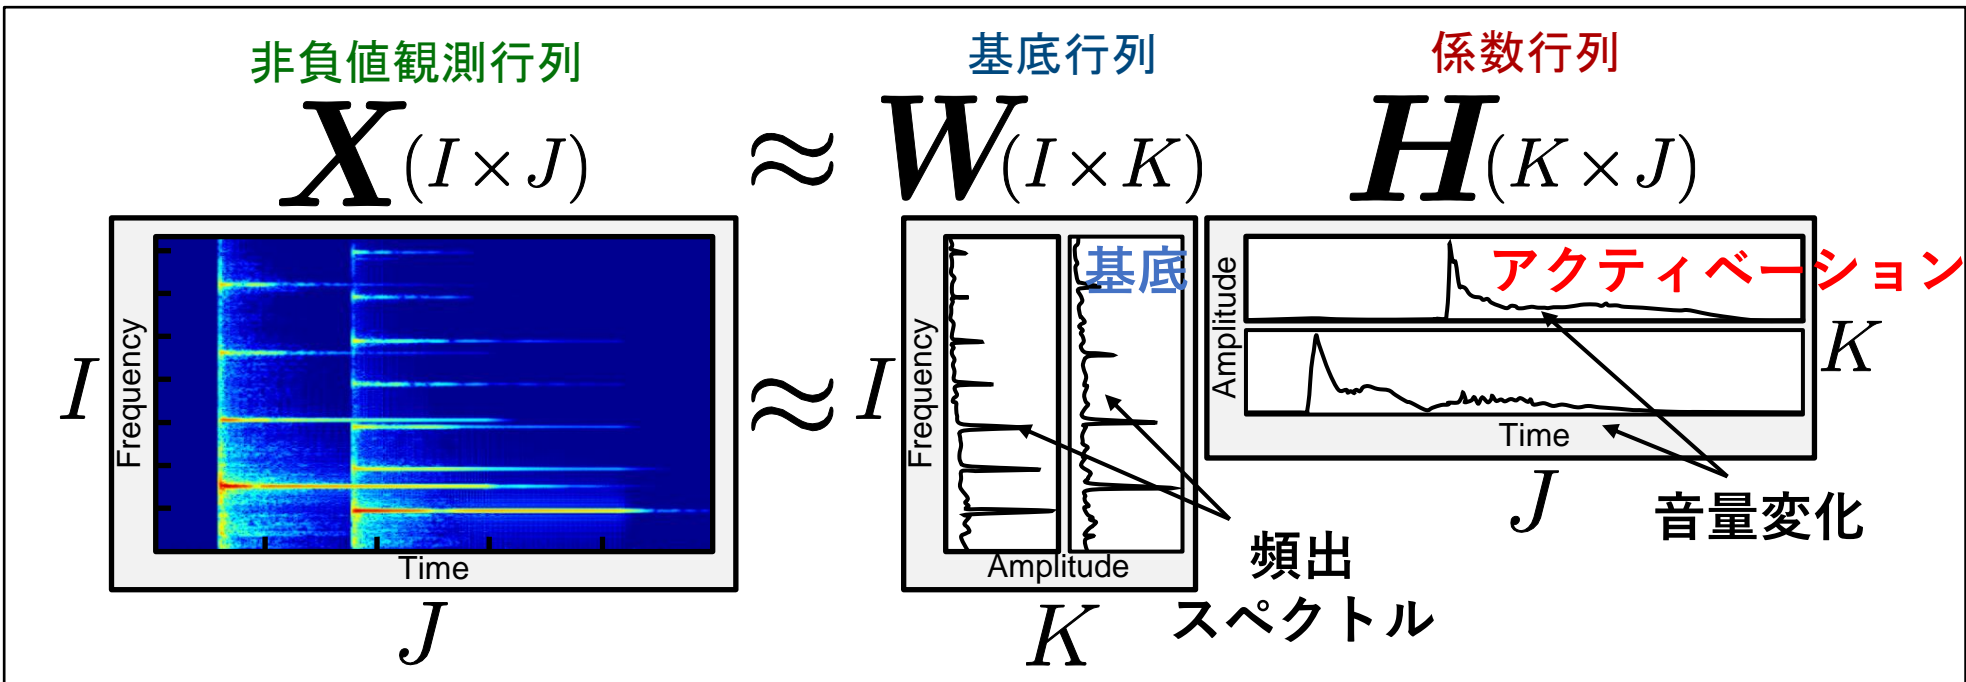 非負値観測行列
基底行列
係数行列
X(I × J) ≈ W(I × K) H(K × J)
基底
アクティベーション
I
Frequency
Time
J
≈
I
Frequency
Amplitude
K
Amplitude
Time
K
J
頻出
スペクトル
音量変化